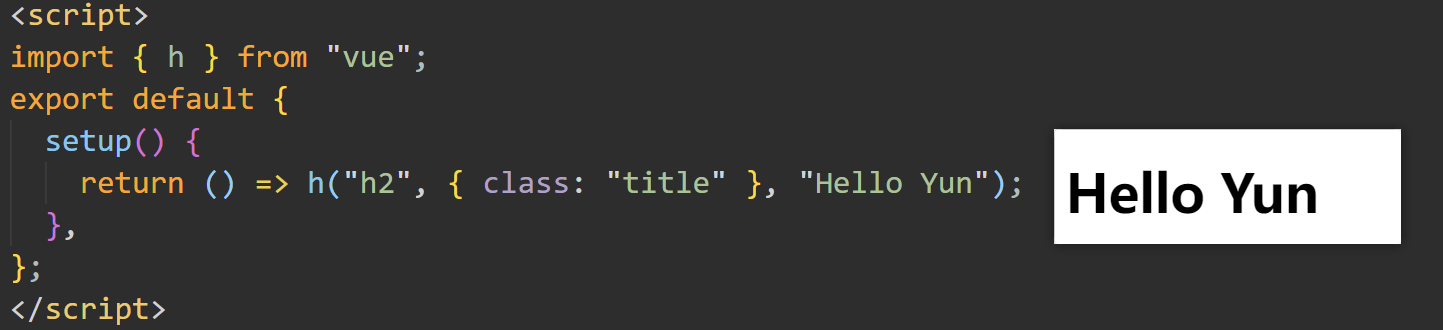 <script>
import { h } from "vue";
export default {
  setup() {
    return () => h("h2", { class: "title" }, "Hello Yun");
  },
};
</script>
Hello Yun